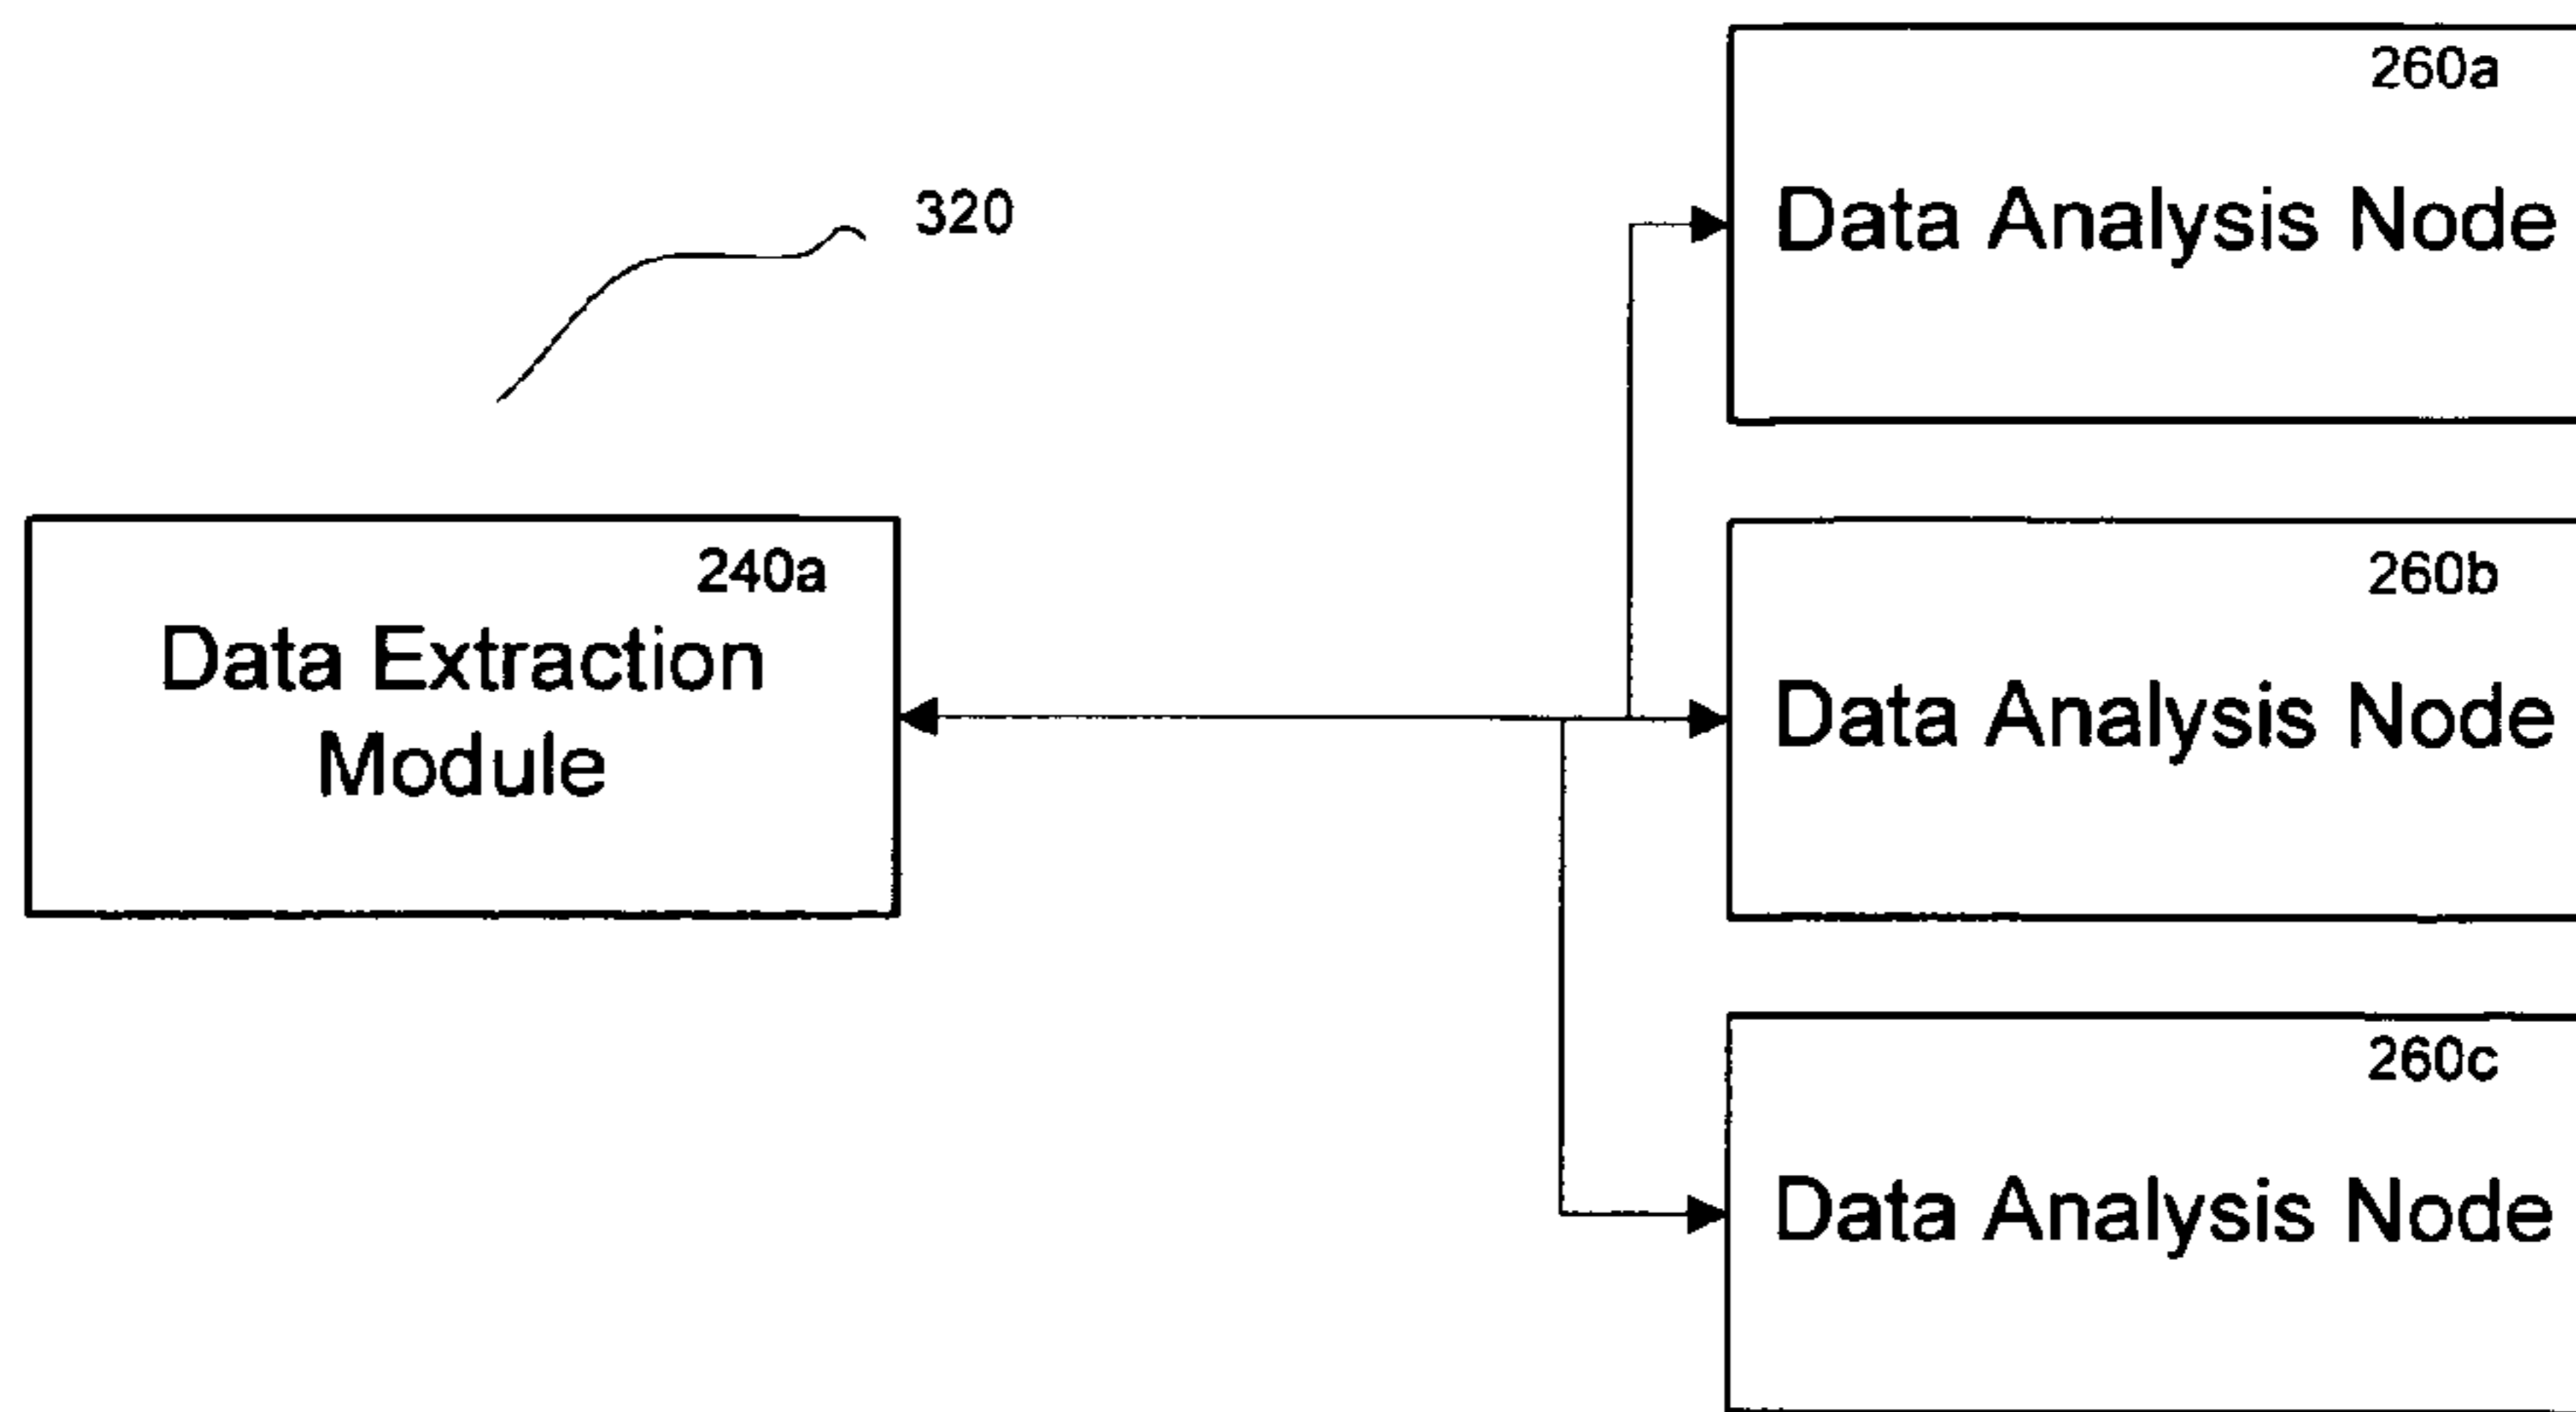 260a
Data Analysis Node
320
240a
Data Extraction
Module
260b
Data Analysis Node
260c
Data Analysis Node